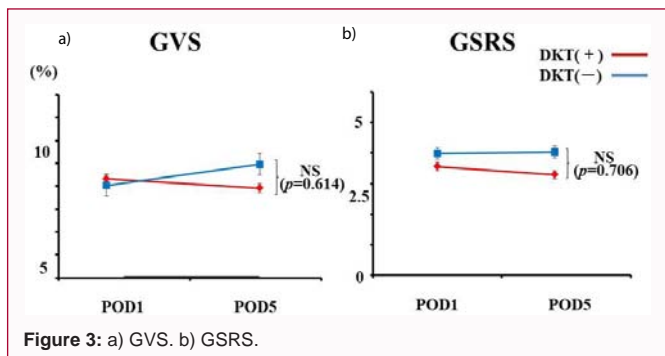 a)
GVS
(%)
10
5
NS
(p=0.614)
POD1 POD5
b)
GSRS
DKT(+)
DKT(−)
5
2.5
0
NS
(p=0.706)
POD1 POD5
Figure 3: a) GVS. b) GSRS.